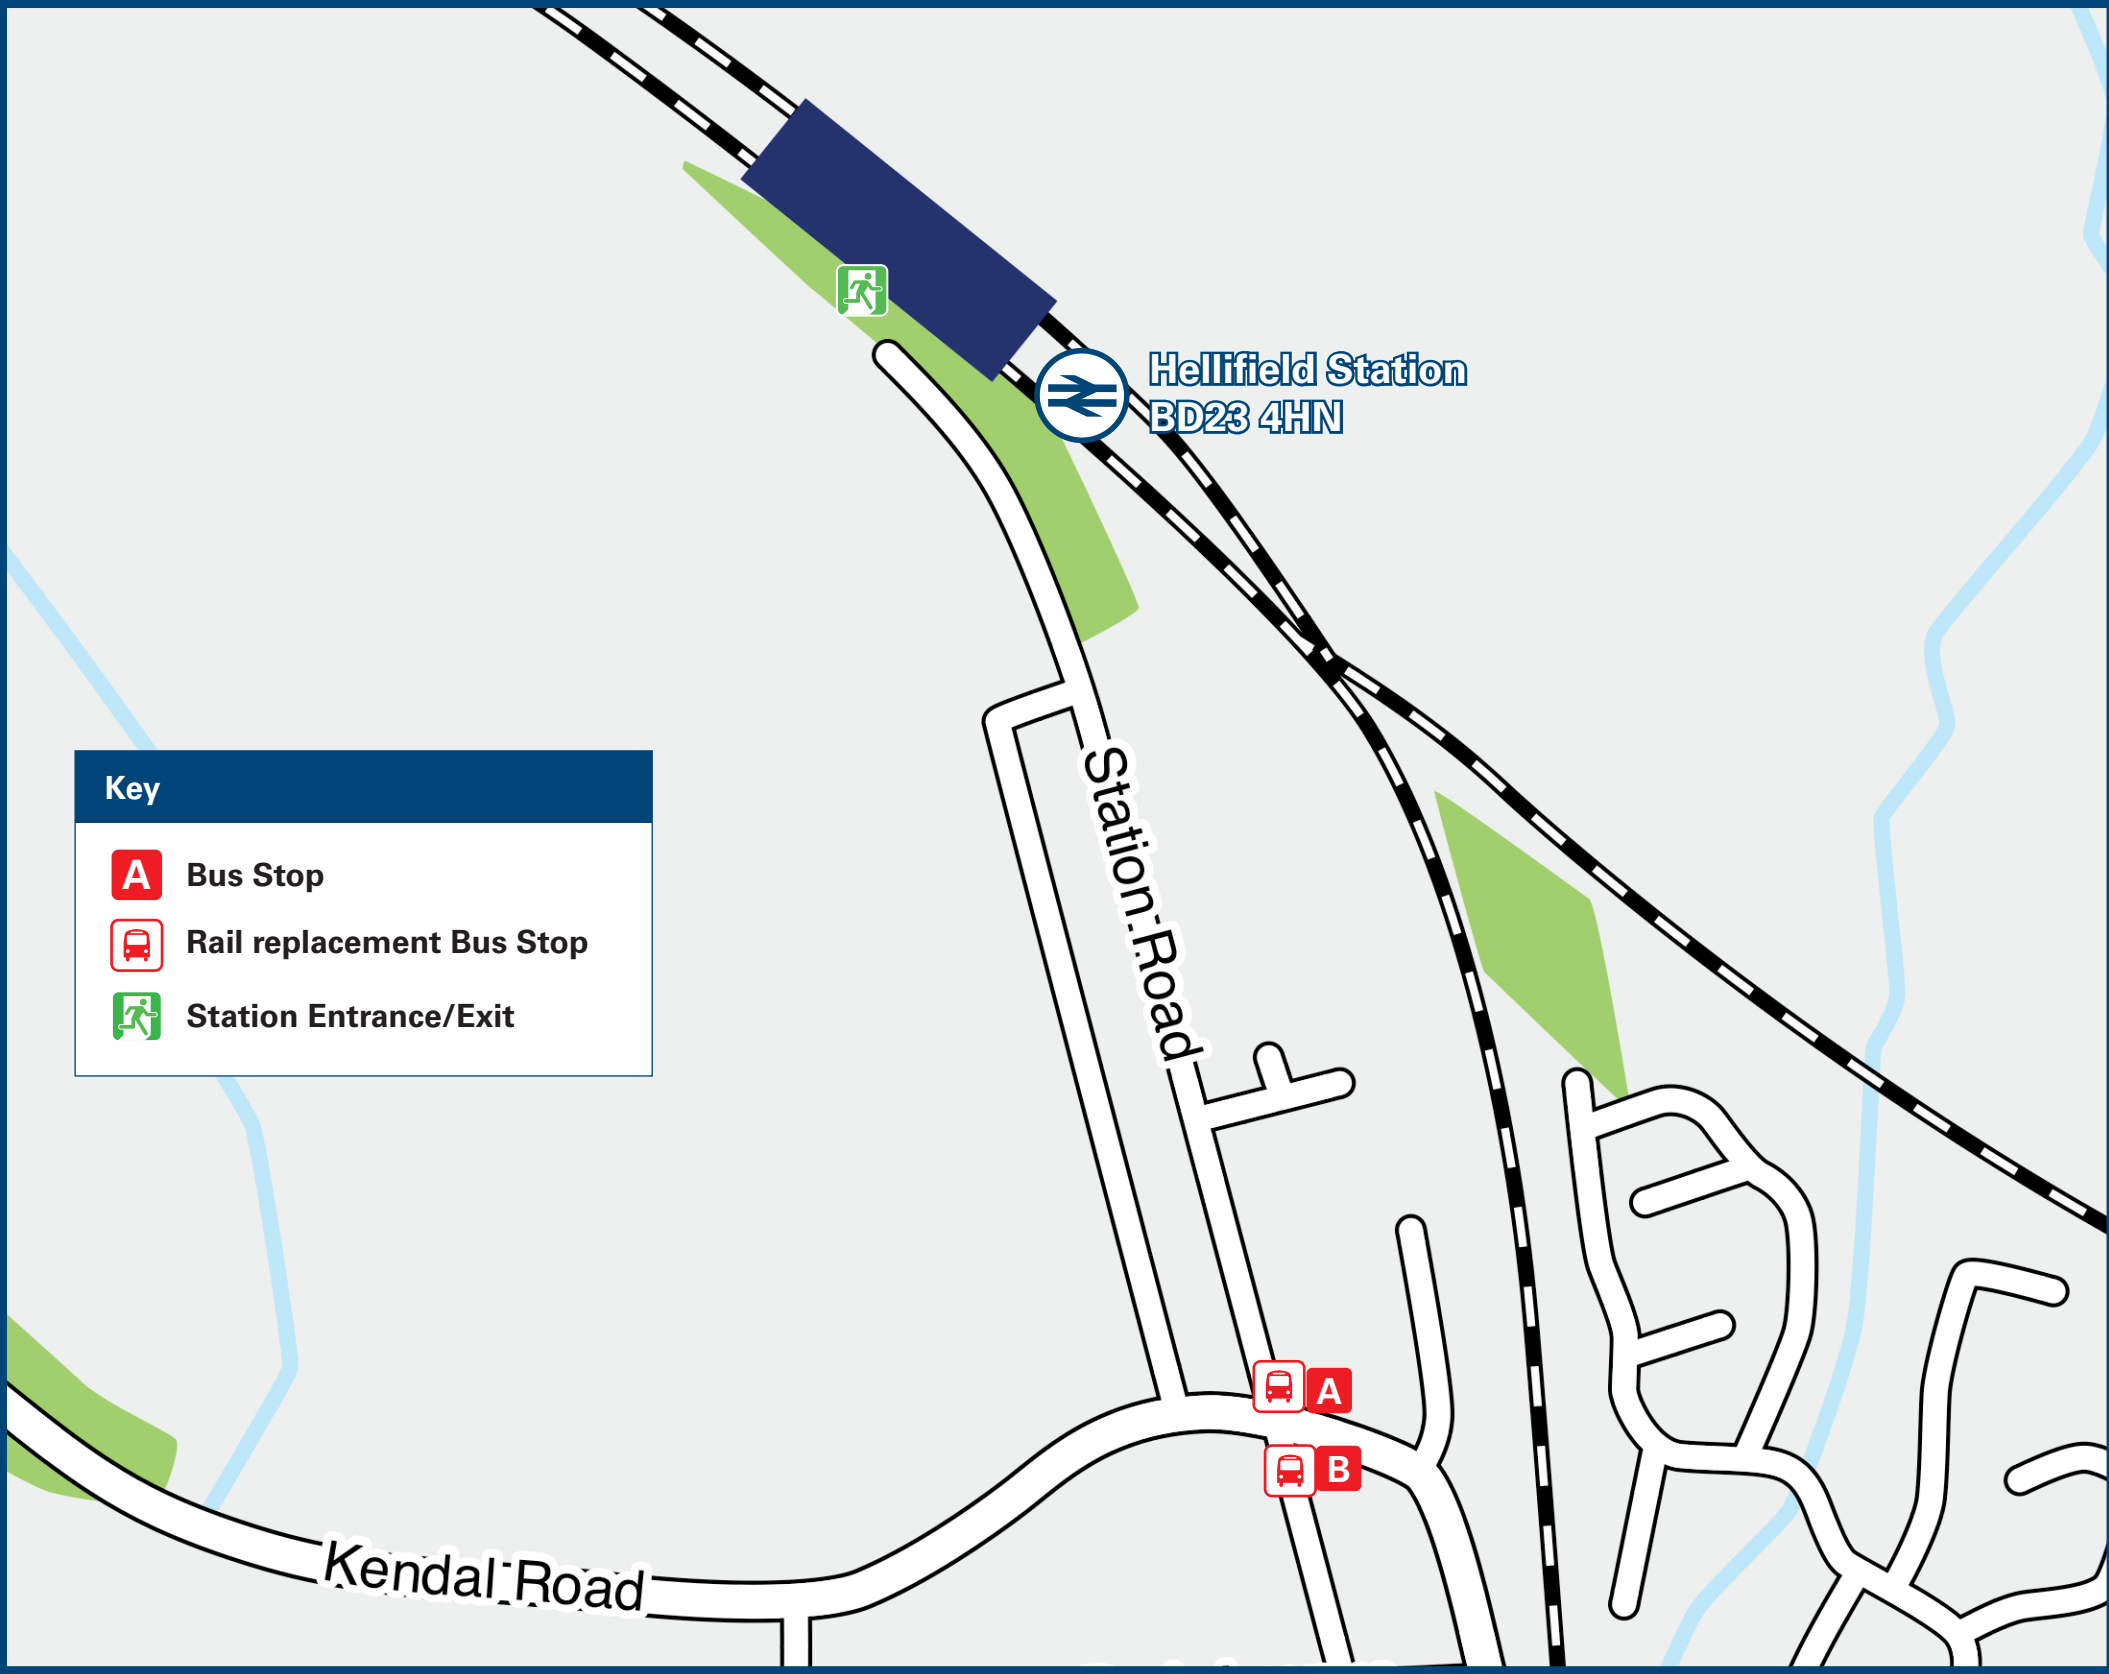 Hellifield Station
BD23 4HN
Station Road
Key
A Bus Stop
Rail replacement Bus Stop
Station Entrance/Exit
A
B
Kendal Road